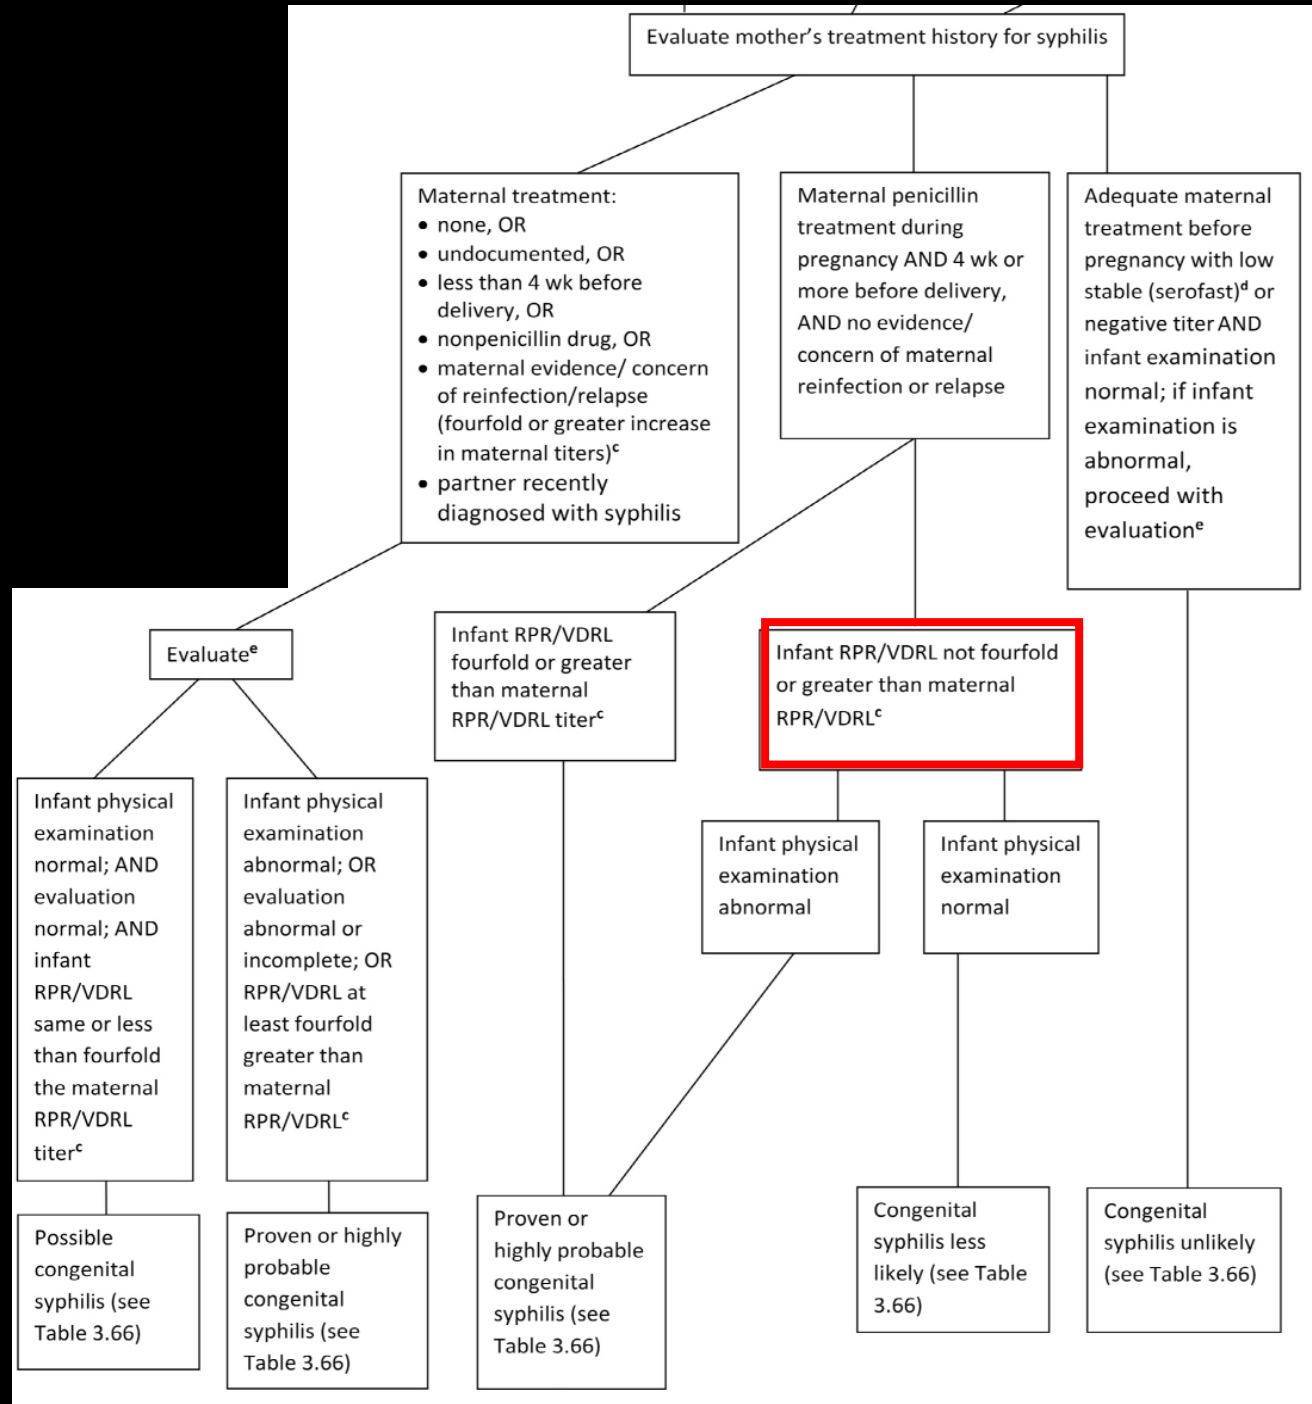 Evaluate mother's treatment history for syphilis
Maternal treatment:
• none, OR
• undocumented, OR
• less than 4 wk before
delivery, OR
• nonpenicillin drug, OR
• maternal evidence/ concern
of reinfection/relapse
(fourfold or greater increase
in maternal titers)ᶜ
• partner recently
diagnosed with syphilis
Maternal penicillin
treatment during
pregnancy AND 4 wk or
more before delivery,
AND no evidence/
concern of maternal
reinfection or relapse
Adequate maternal
treatment before
pregnancy with low
stable (serofast)ᵈ or
negative titer AND
infant examination
normal; if infant
examination is
abnormal,
proceed with
evaluationᵉ
Evaluateᵉ
Infant RPR/VDRL
fourfold or greater
than maternal
RPR/VDRL titerᶜ
Infant RPR/VDRL not fourfold
or greater than maternal
RPR/VDRLᶜ
Infant physical
examination
normal; AND
evaluation
normal; AND
infant
RPR/VDRL
same or less
than fourfold
the maternal
RPR/VDRL
titerᶜ
Infant physical
examination
abnormal; OR
evaluation
abnormal or
incomplete; OR
RPR/VDRL at
least fourfold
greater than
maternal
RPR/VDRLᶜ
Infant physical
examination
abnormal
Infant physical
examination
normal
Possible
congenital
syphilis (see
Table 3.66)
Proven or highly
probable
congenital
syphilis (see
Table 3.66)
Proven or
highly probable
congenital
syphilis (see
Table 3.66)
Congenital
syphilis less
likely (see Table
3.66)
Congenital
syphilis unlikely
(see Table 3.66)